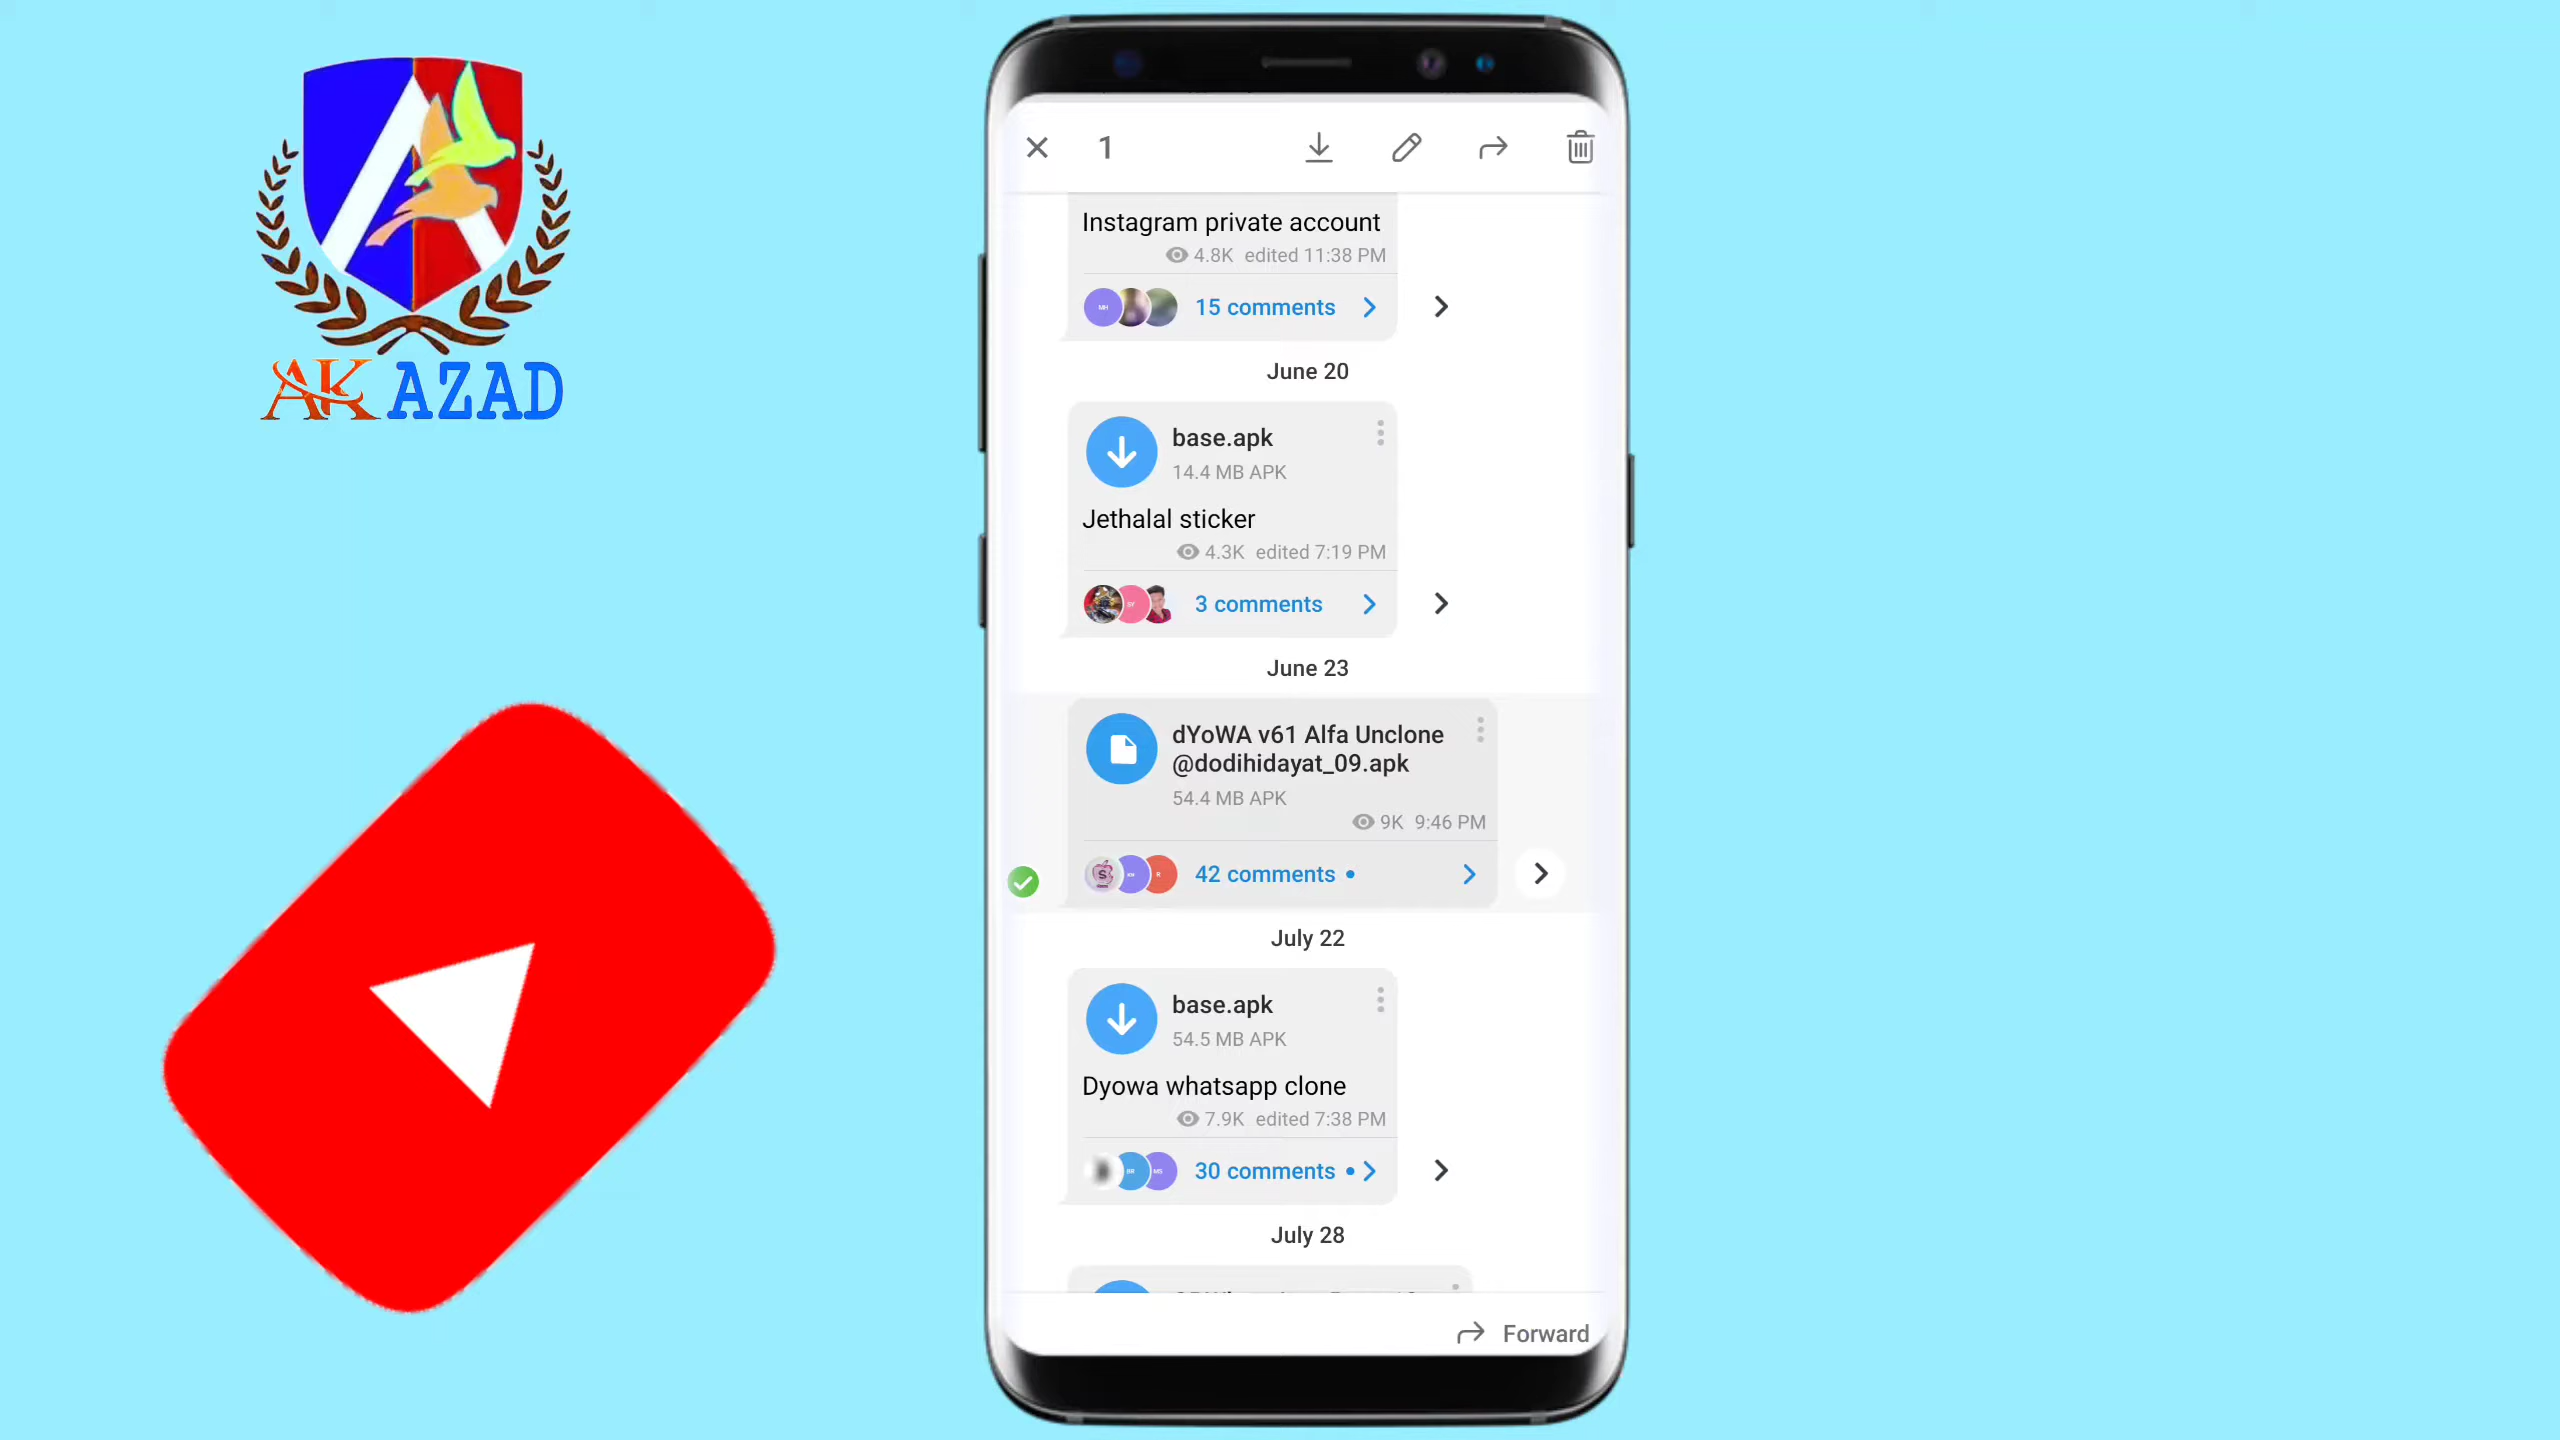 AK AZAD
1
Instagram private account
4.8K edited 11:38 PM
15 comments
June 20
base.apk
14.4 MB APK
Jethalal sticker
4.3K edited 7:19 PM
3 comments
June 23
dYoWA v61 Alfa Unclone
@dodihidayat_09.apk
54.4 MB APK
9K 9:46 PM
42 comments
July 22
base.apk
54.5 MB APK
Dyowa whatsapp clone
7.9K edited 7:38 PM
30 comments
July 28
Forward